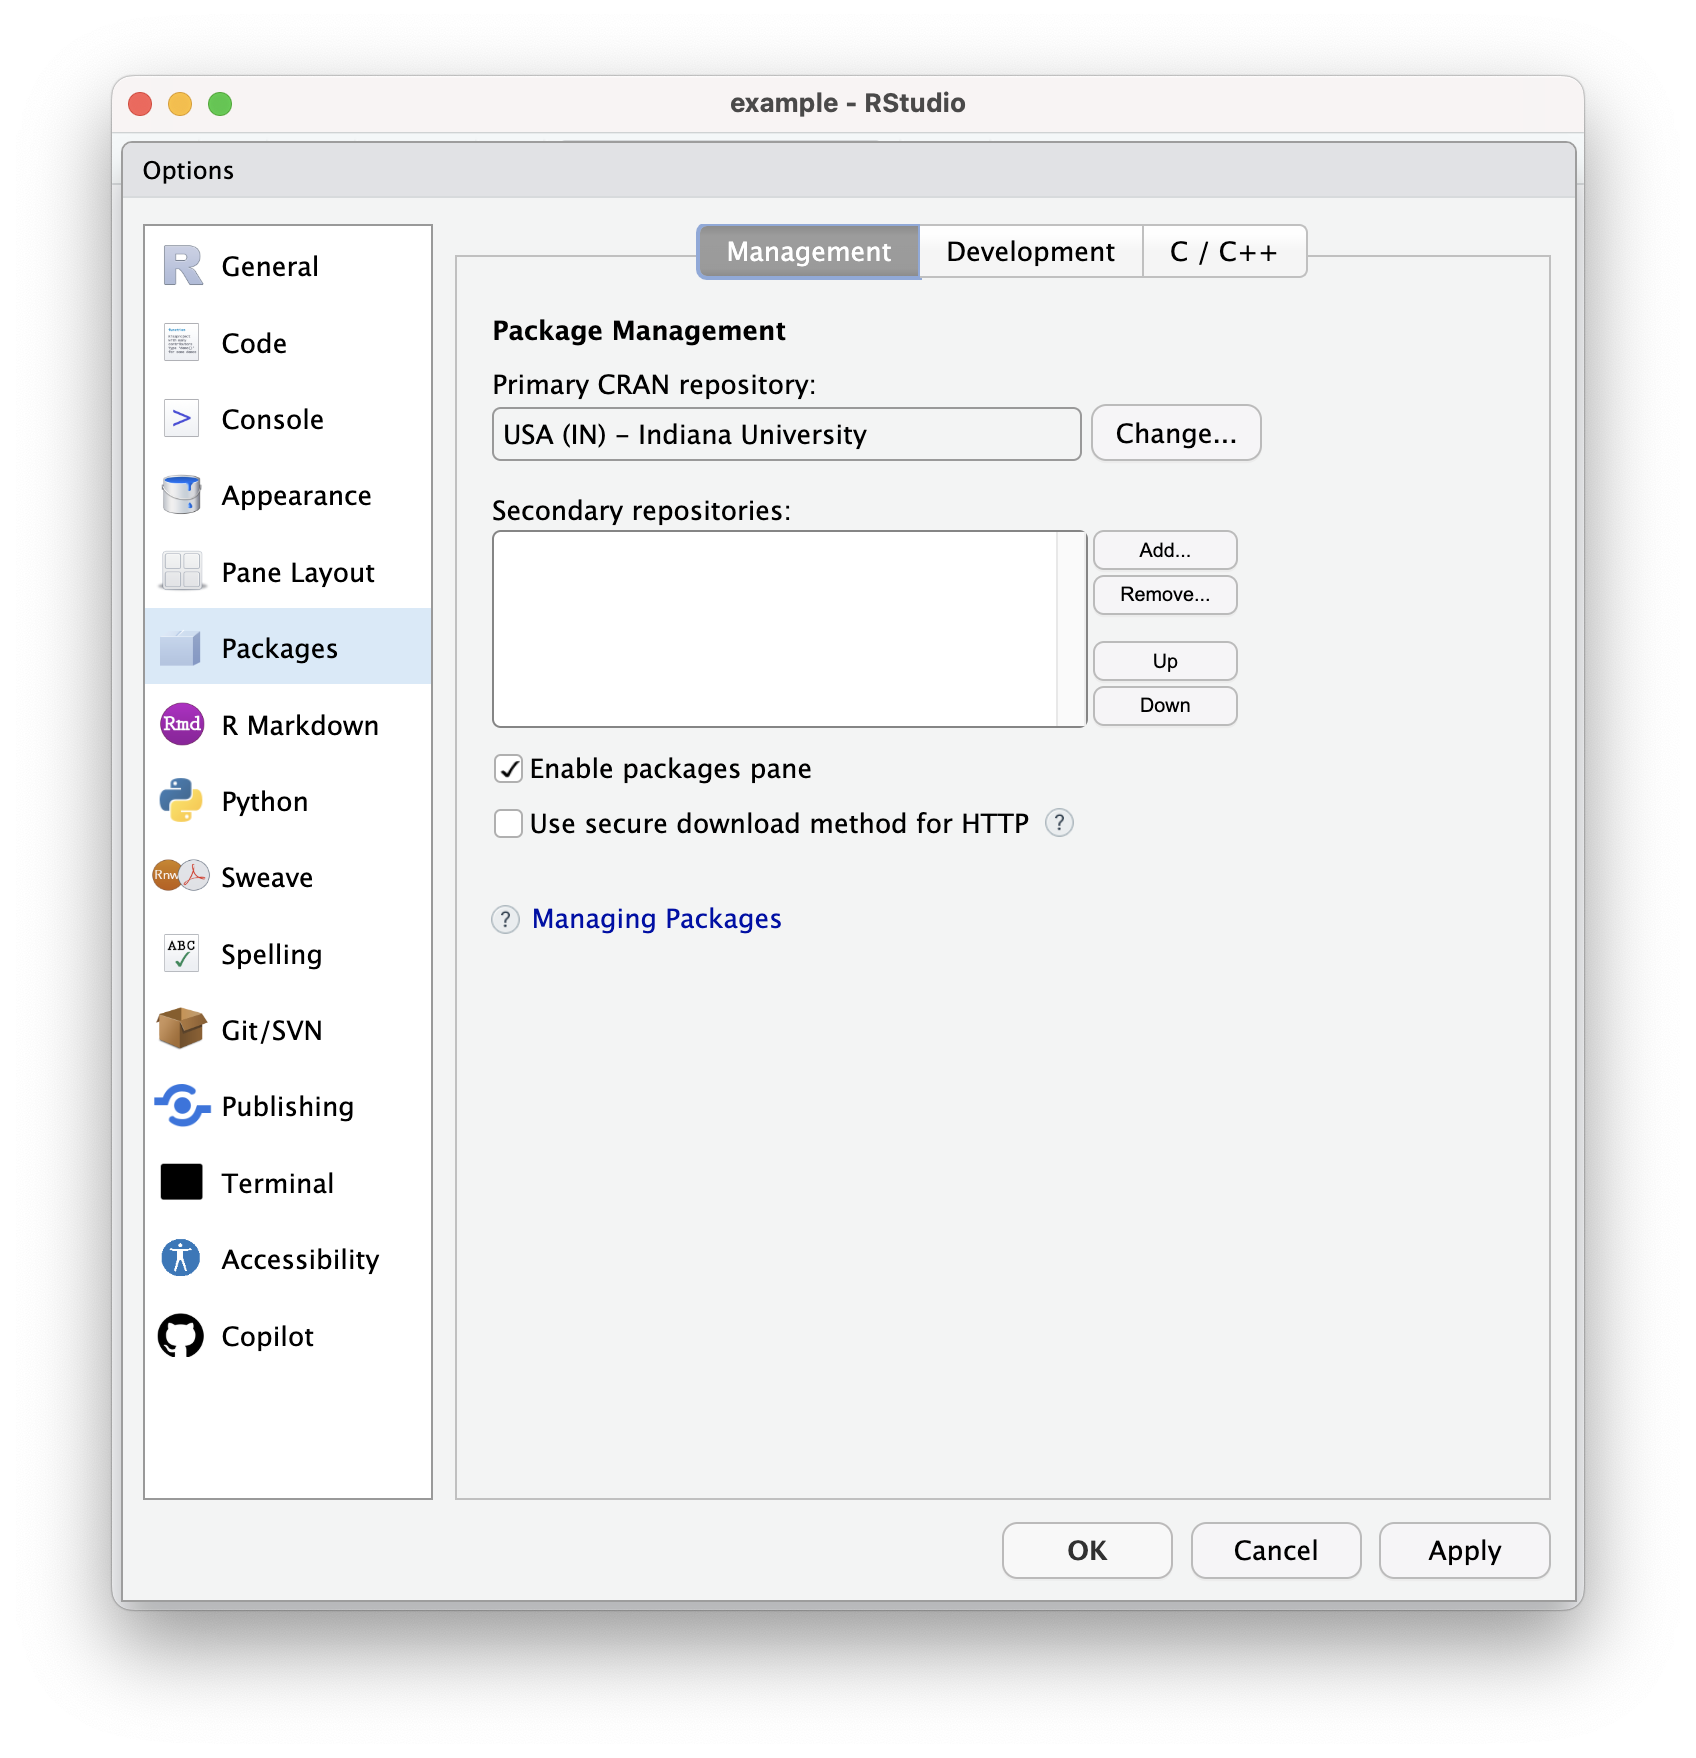 example - RStudio
Options
General
Code
Console
Appearance
Pane Layout
Packages
Rmd R Markdown
Python
Rnw Sweave
ABC Spelling
Git/SVN
Publishing
Terminal
Accessibility
Copilot
Management Development C / C++
Package Management
Primary CRAN repository:
USA (IN) – Indiana University Change...
Secondary repositories:
Add...
Remove...
Up
Down
Enable packages pane
Use secure download method for HTTP ?
? Managing Packages
OK Cancel Apply